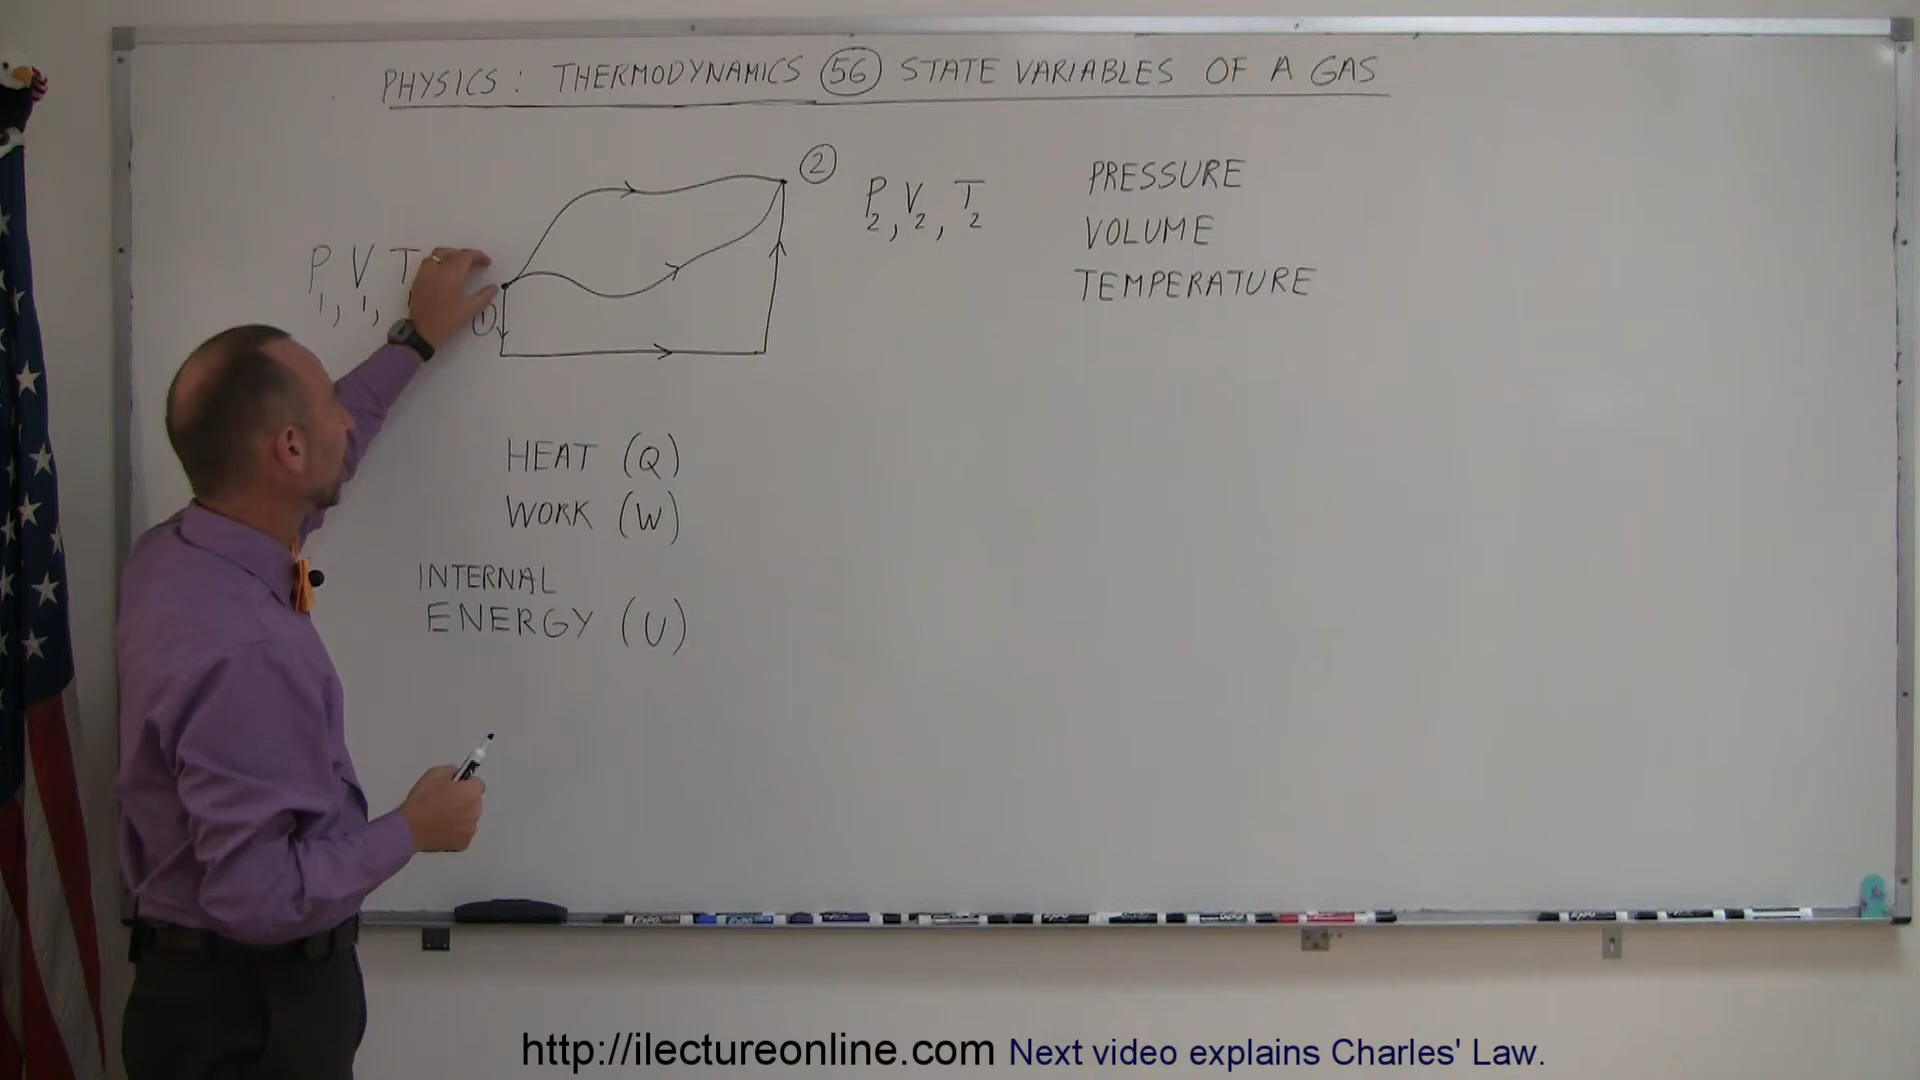 PHYSICS: THERMODYNAMICS 56 STATE VARIABLES OF A GAS
2
P2, V2, T2
P1, V1, T
1
PRESSURE
VOLUME
TEMPERATURE
HEAT (Q)
WORK (W)
INTERNAL
ENERGY (U)
http://ilectureonline.com Next video explains Charles' Law.